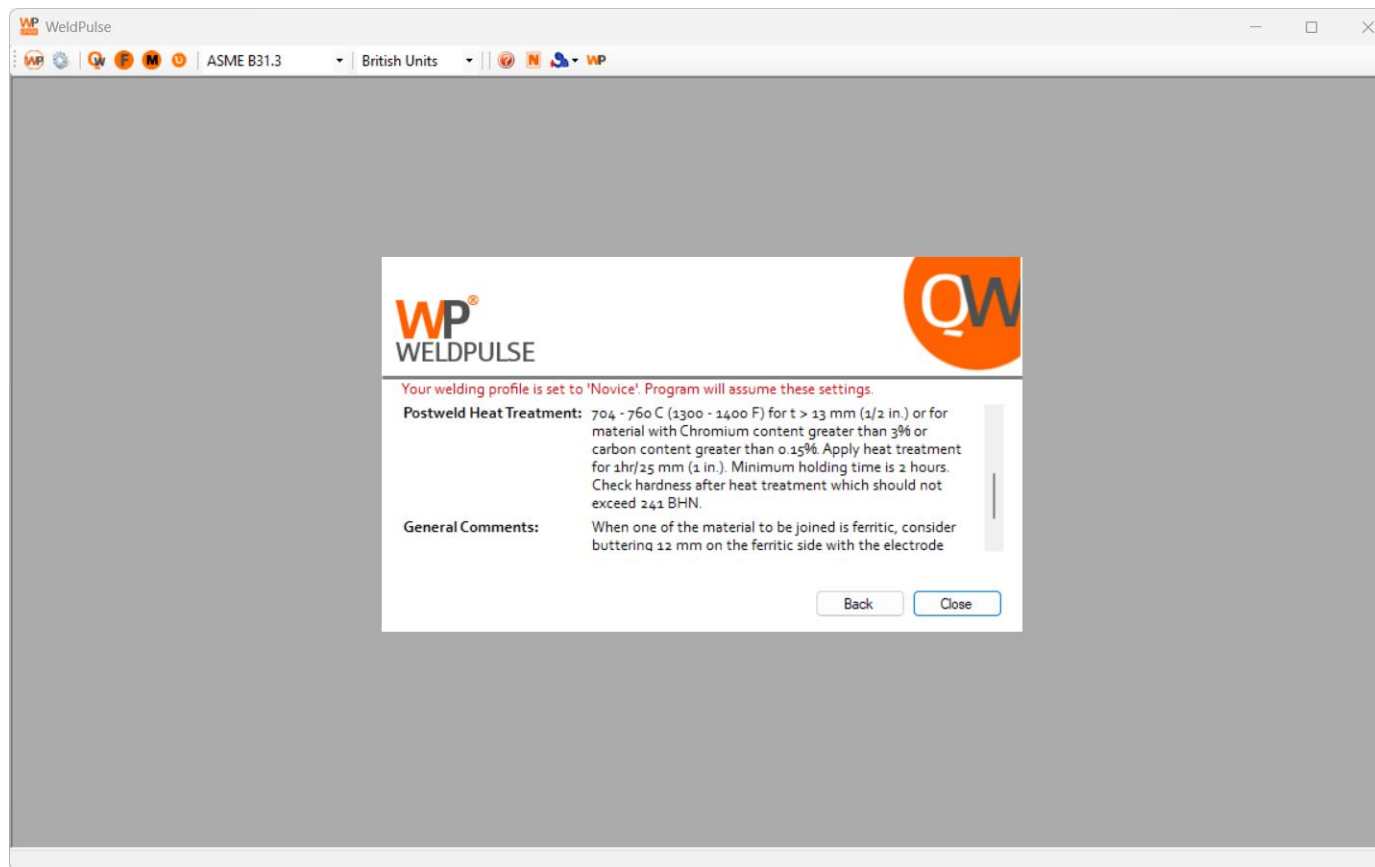 WP WeldPulse
WP QW F M U ASME B31.3 British Units N WP
WP®
WELDPULSE
QW
Your welding profile is set to 'Novice'. Program will assume these settings.
Postweld Heat Treatment: 704 - 760 C (1300 - 1400 F) for t > 13 mm (1/2 in.) or for
material with Chromium content greater than 3% or
carbon content greater than 0.15%. Apply heat treatment
for 1hr/25 mm (1 in.). Minimum holding time is 2 hours.
Check hardness after heat treatment which should not
exceed 241 BHN.
General Comments: When one of the material to be joined is ferritic, consider
buttering 12 mm on the ferritic side with the electrode
Back Close